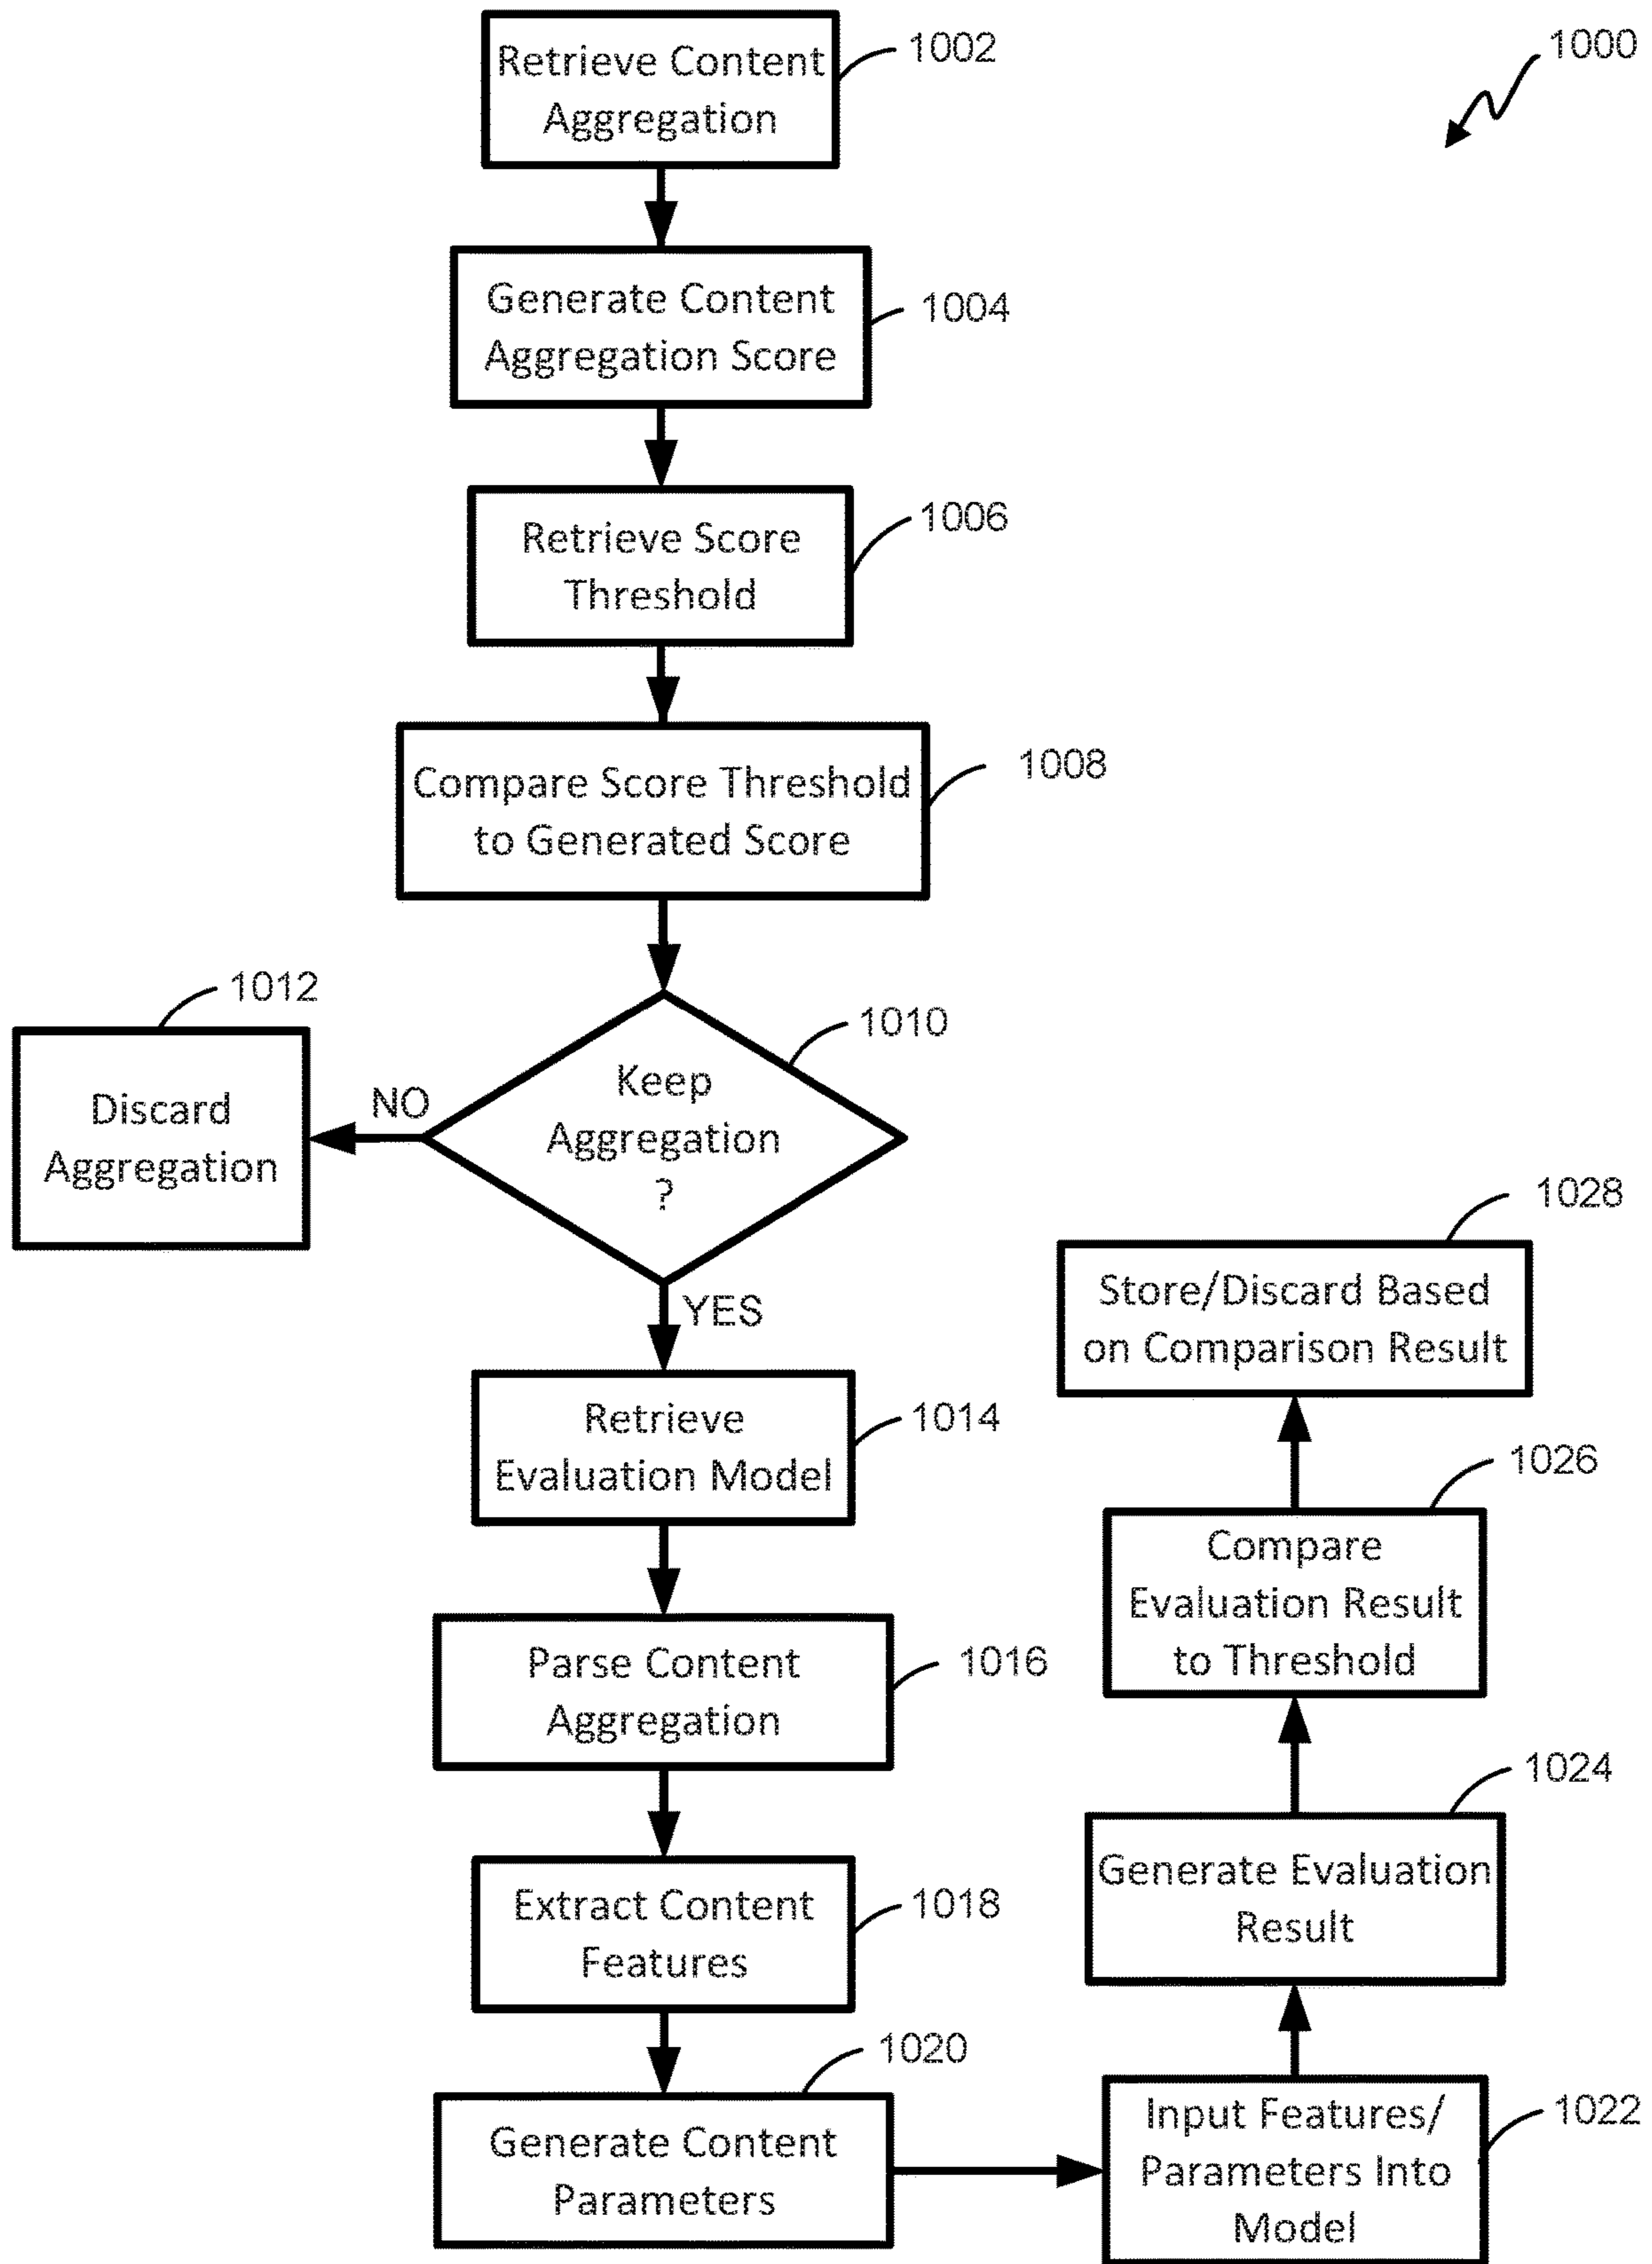 1000
Retrieve Content
Aggregation
1002
Generate Content
Aggregation Score
1004
Retrieve Score
Threshold
1006
Compare Score Threshold
to Generated Score
1008
Keep
Aggregation
?
1010
NO
Discard
Aggregation
1012
YES
Retrieve
Evaluation Model
1014
Parse Content
Aggregation
1016
Extract Content
Features
1018
Generate Content
Parameters
1020
Input Features/
Parameters Into
Model
1022
Generate Evaluation
Result
1024
Compare
Evaluation Result
to Threshold
1026
Store/Discard Based
on Comparison Result
1028